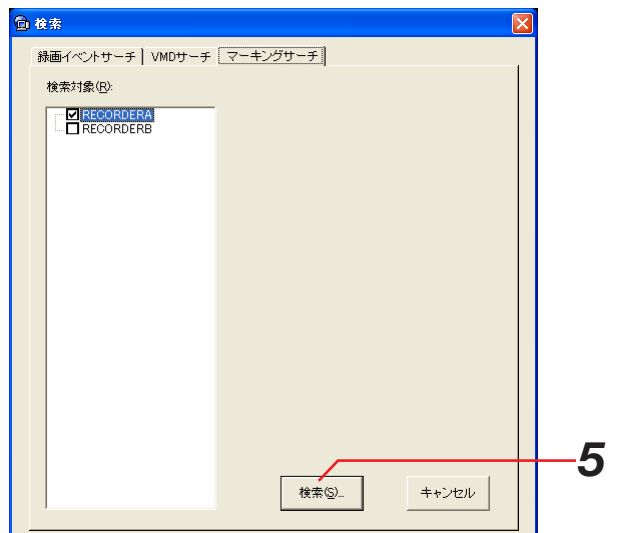 検索
録画イベントサーチ VMDサーチ マーキングサーチ
検索対象(R):
RECORDERA
RECORDERB
5
検索(S)... キャンセル